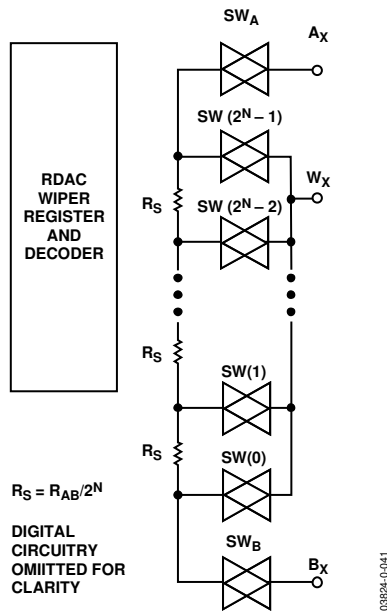 SWA
AX
SW (2N – 1)
RDAC
WIPER
REGISTER
AND
DECODER
RS
WX
SW (2N – 2)
RS
SW(1)
RS
SW(0)
RS = RAB/2N
DIGITAL
CIRCUITRY
OMIITTED FOR
CLARITY
SWB
BX
03824-0-041